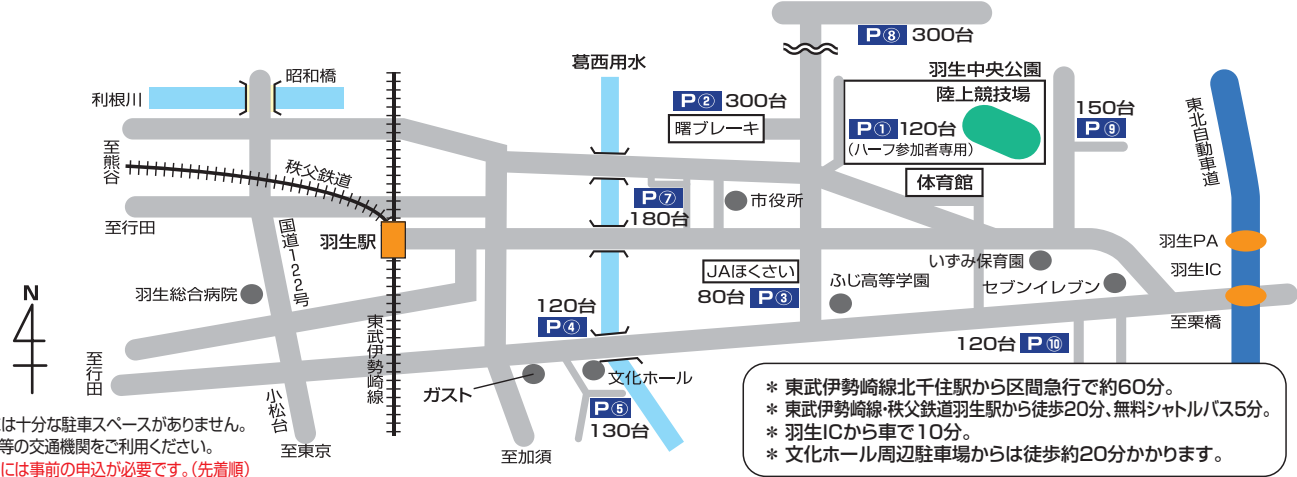 P⑧ 300台
昭和橋
葛西用水
利根川
羽生中央公園
陸上競技場
P② 300台
曙ブレーキ
P① 120台
(ハーフ参加者専用)
150台
P⑨
東北自動車道
至熊谷
秩父鉄道
体育館
P⑦
180台
市役所
至行田
国道122号
羽生駅
羽生PA
いずみ保育園
JAほくさい
羽生IC
ふじ高等学園
セブンイレブン
80台 P③
羽生総合病院
N
120台
P④
東武伊勢崎線
至栗橋
120台 P⑩
至行田
文化ホール
ガスト
小松台
P⑤
130台
至東京
至加須
は十分な駐車スペースがありません。
等の交通機関をご利用ください。
には事前の申込が必要です。(先着順)
＊ 東武伊勢崎線北千住駅から区間急行で約60分。
＊ 東武伊勢崎線・秩父鉄道羽生駅から徒歩20分、無料シャトルバス5分。
＊ 羽生ICから車で10分。
＊ 文化ホール周辺駐車場からは徒歩約20分かかります。